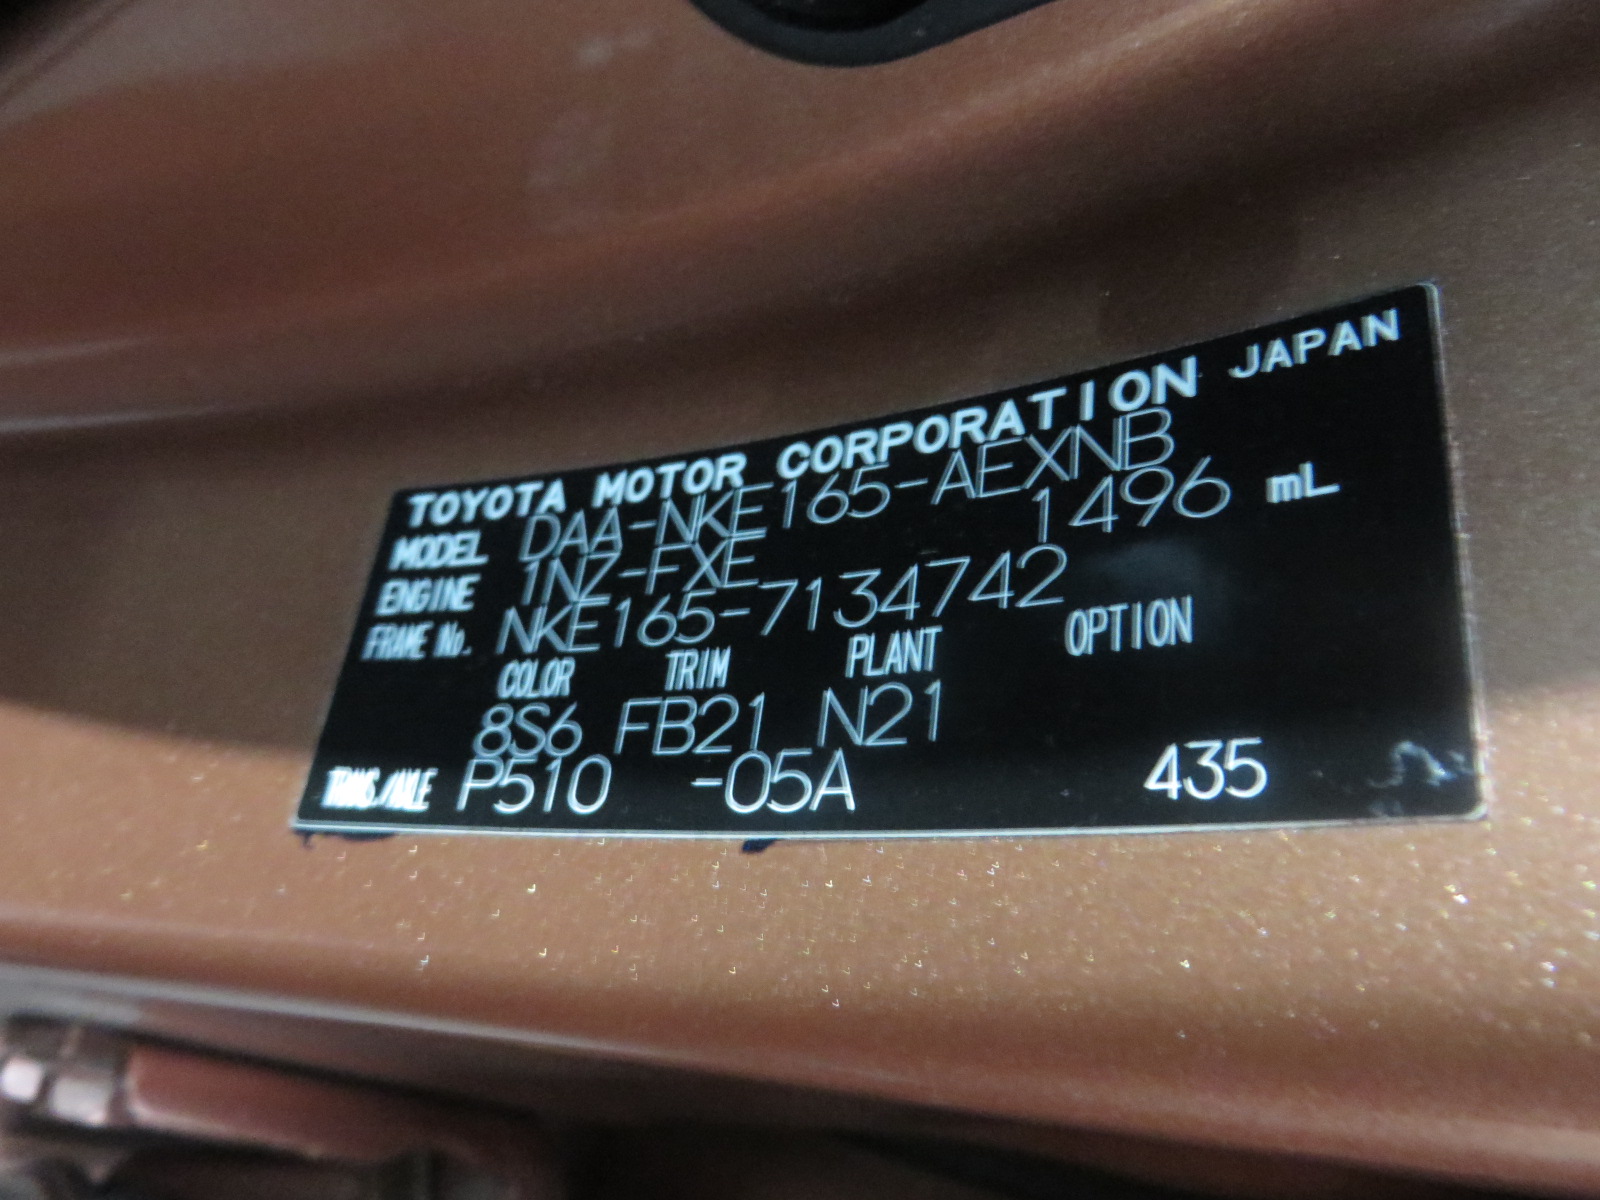 TOYOTA MOTOR CORPORATION JAPAN
MODEL DAA-NKE165-AEXNB
ENGINE 1NZ-FXE 1496 mL
FRAME No. NKE165-7134742
COLOR TRIM PLANT OPTION
8S6 FB21 N21
TRANS./AXLE P510 -05A 435